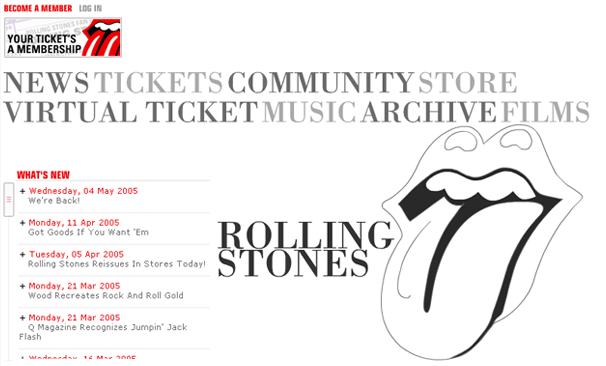 BECOME A MEMBER LOG IN
ROLLING STONES FAN
YOUR TICKET'S
A MEMBERSHIP
NEWS TICKETS COMMUNITY STORE
VIRTUAL TICKET MUSIC ARCHIVE FILMS
WHAT'S NEW
+ Wednesday, 04 May 2005
We're Back!
+ Monday, 11 Apr 2005
Got Goods If You Want 'Em
+ Tuesday, 05 Apr 2005
Rolling Stones Reissues In Stores Today!
+ Monday, 21 Mar 2005
Wood Recreates Rock And Roll Gold
+ Monday, 21 Mar 2005
Q Magazine Recognizes Jumpin' Jack
Flash
+ Wednesday, 16 Mar 2005
ROLLING
STONES